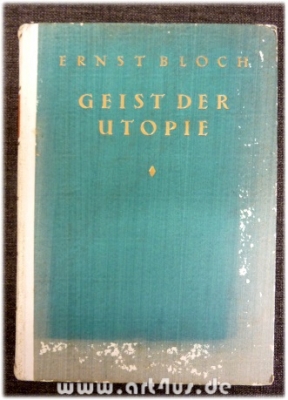 ERNST BLOCH
GEIST DER
UTOPIE
www.art4us.de